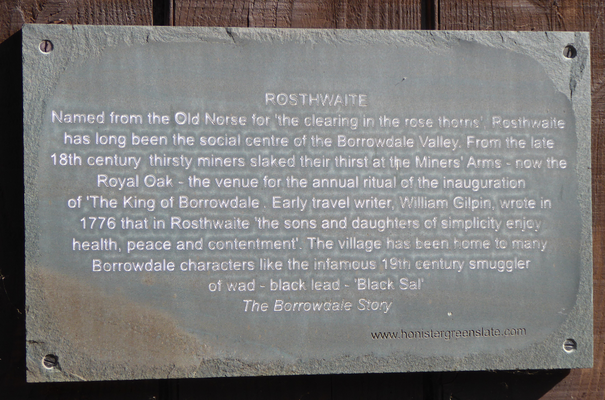 ROSTHWAITE
Named from the Old Norse for 'the clearing in the rose thorns', Rosthwaite
has long been the social centre of the Borrowdale Valley. From the late
18th century thirsty miners slaked their thirst at the Miners' Arms - now the
Royal Oak - the venue for the annual ritual of the inauguration
of 'The King of Borrowdale'. Early travel writer, William Gilpin, wrote in
1776 that in Rosthwaite 'the sons and daughters of simplicity enjoy
health, peace and contentment'. The village has been home to many
Borrowdale characters like the infamous 19th century smuggler
of wad - black lead - 'Black Sal'
The Borrowdale Story
www.honistergreenslate.com